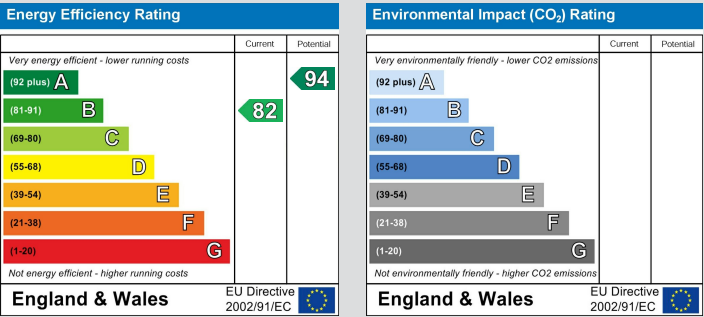 Energy Efficiency Rating
Current Potential
Very energy efficient - lower running costs
(92 plus) A
94
(81-91) B
82
(69-80) C
(55-68) D
(39-54) E
(21-38) F
(1-20) G
Not energy efficient - higher running costs
England & Wales
EU Directive
2002/91/EC
Environmental Impact (CO₂) Rating
Current Potential
Very environmentally friendly - lower CO2 emissions
(92 plus) A
(81-91) B
(69-80) C
(55-68) D
(39-54) E
(21-38) F
(1-20) G
Not environmentally friendly - higher CO2 emissions
England & Wales
EU Directive
2002/91/EC